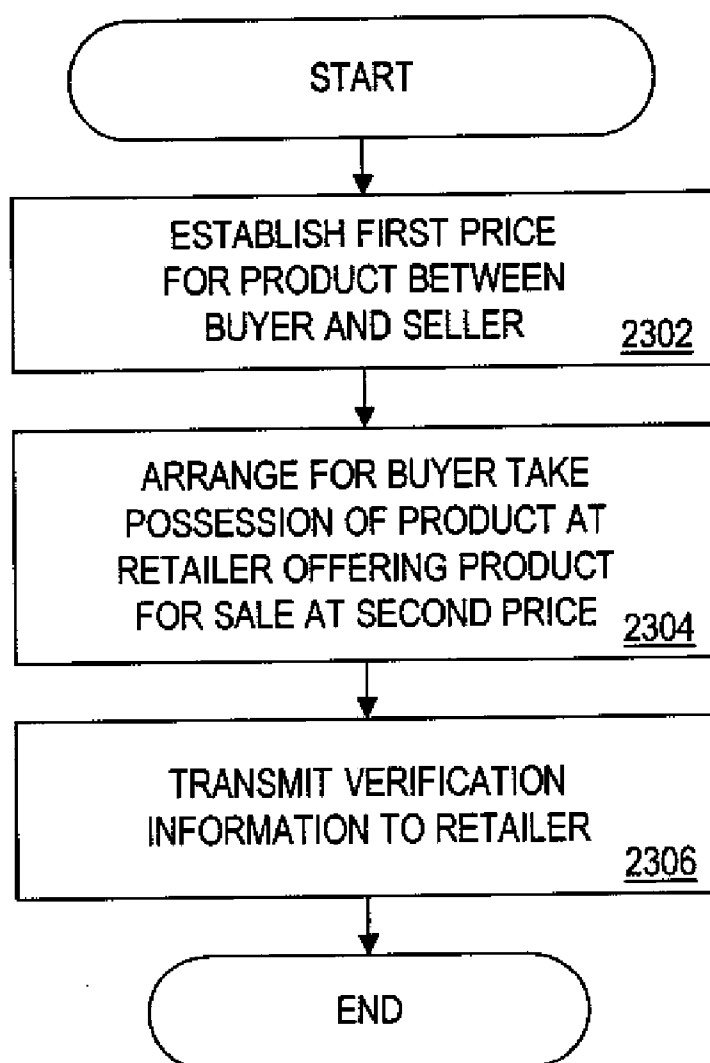 START
ESTABLISH FIRST PRICE
FOR PRODUCT BETWEEN
BUYER AND SELLER
2302
ARRANGE FOR BUYER TAKE
POSSESSION OF PRODUCT AT
RETAILER OFFERING PRODUCT
FOR SALE AT SECOND PRICE
2304
TRANSMIT VERIFICATION
INFORMATION TO RETAILER
2306
END